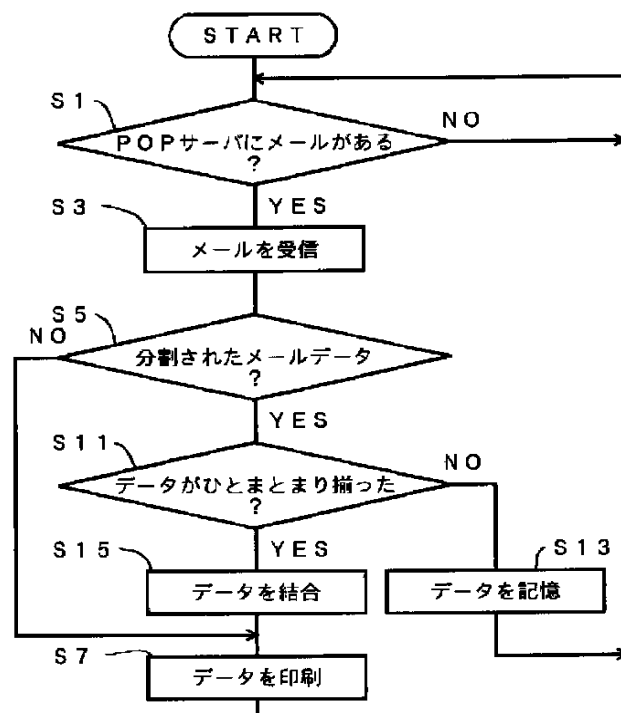 START
S1
POPサーバにメールがある
?
NO
YES
S3
メールを受信
S5
NO
分割されたメールデータ
?
YES
S11
データがひとまとまり揃った
?
NO
YES
S15
データを結合
S13
データを記憶
S7
データを印刷